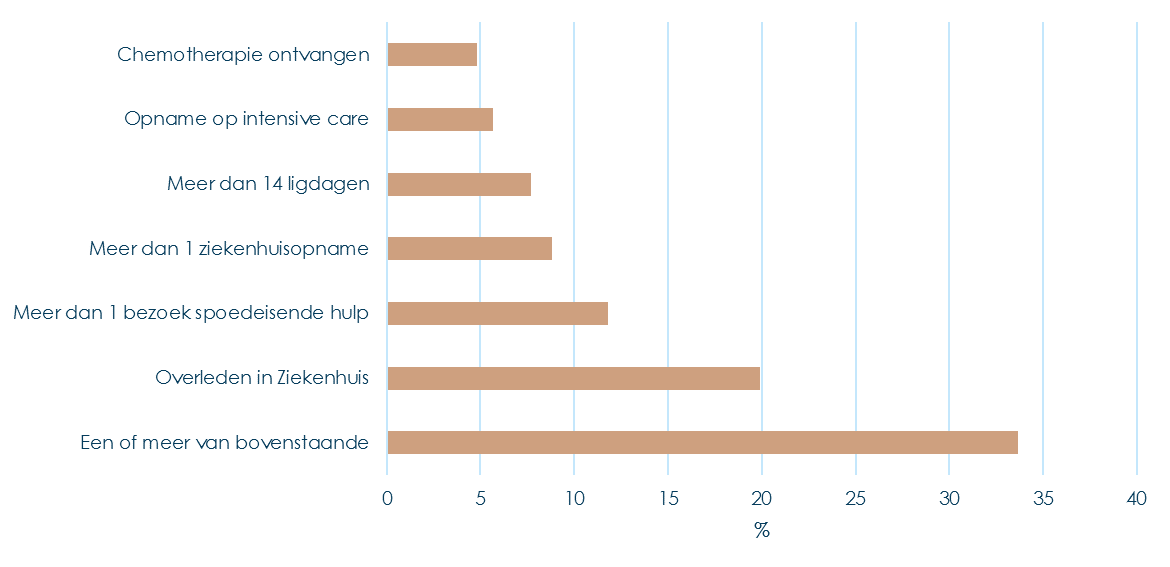 Chemotherapie ontvangen
Opname op intensive care
Meer dan 14 ligdagen
Meer dan 1 ziekenhuisopname
Meer dan 1 bezoek spoedeisende hulp
Overleden in Ziekenhuis
Een of meer van bovenstaande
0 5 10 15 20 25 30 35 40
%